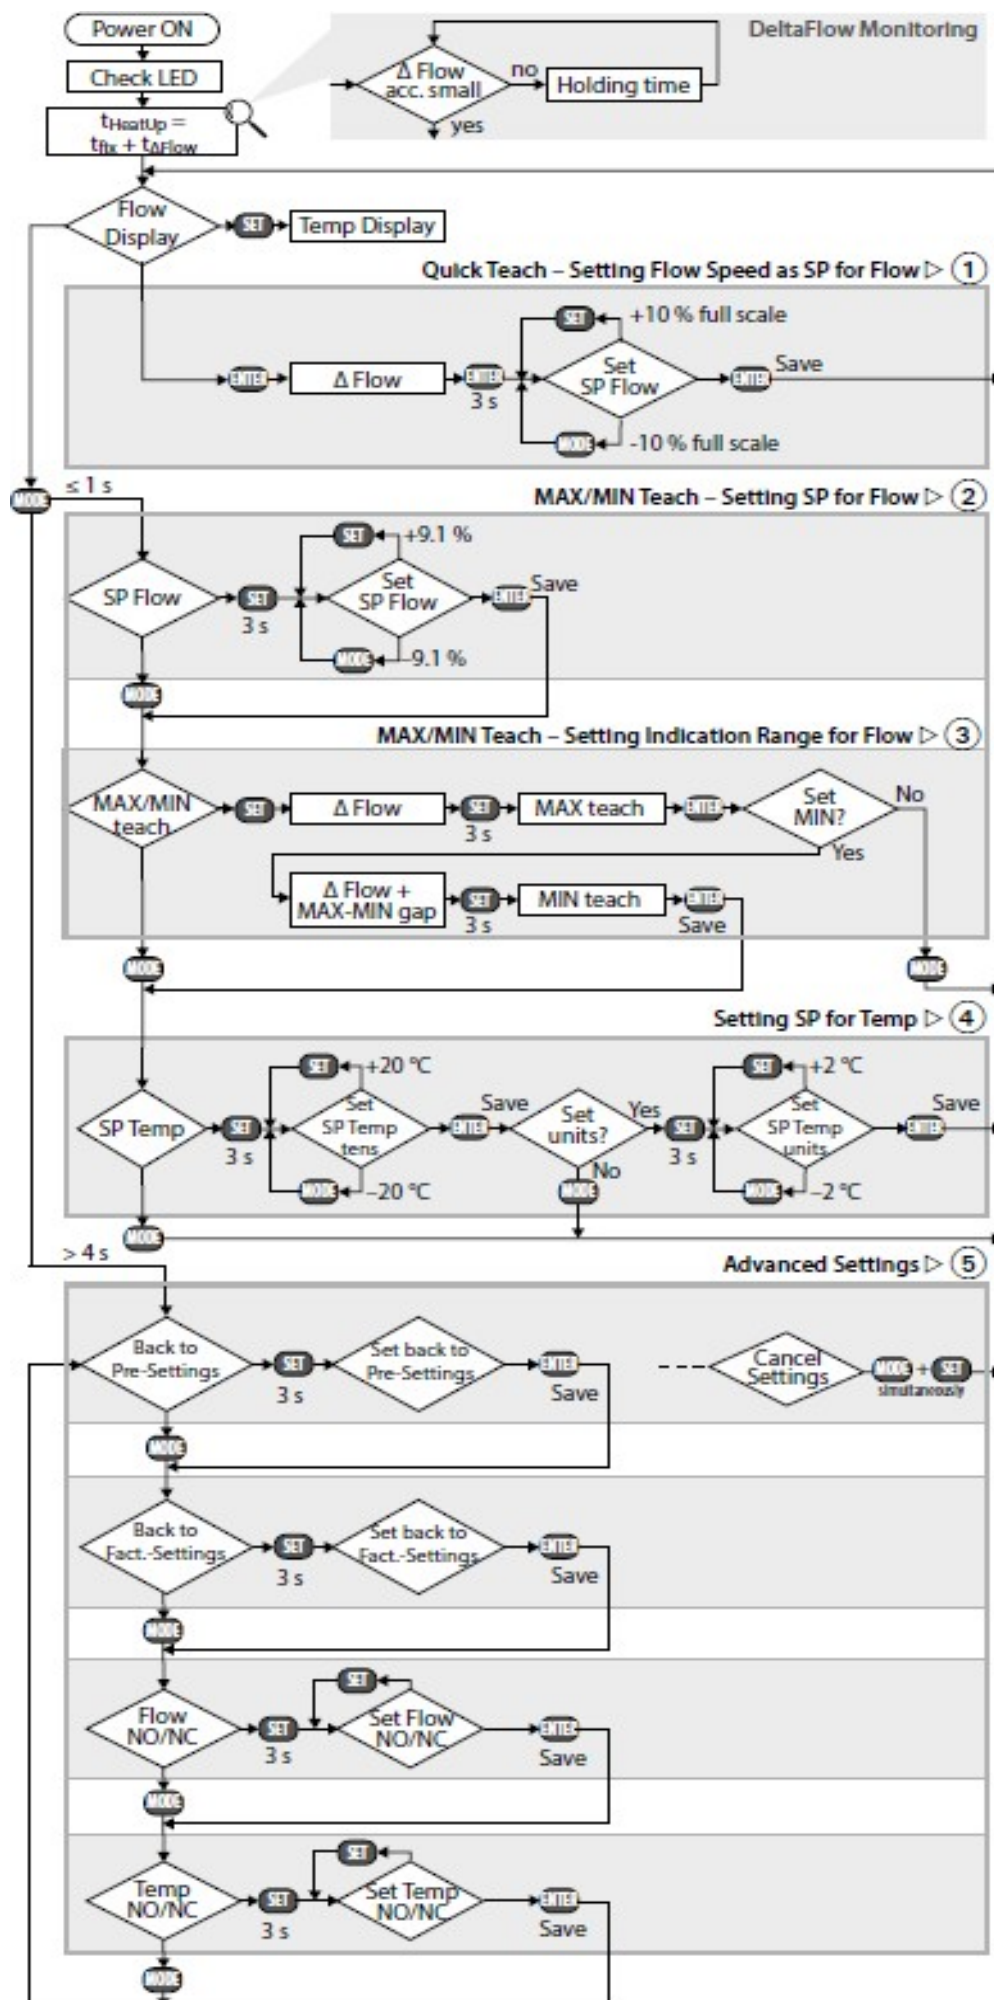 Power ON
DeltaFlow Monitoring
Check LED
Δ Flow
acc. small
no
Holding time
yes
tHeatUp =
tfix + tΔFlow
Flow
Display
SET
Temp Display
Quick Teach – Setting Flow Speed as SP for Flow ▷ ①
SET
+10 % full scale
ENTER
Δ Flow
ENTER
3 s
Set
SP Flow
ENTER
Save
MODE
-10 % full scale
MODE
≤ 1 s
MAX/MIN Teach – Setting SP for Flow ▷ ②
SET
+9.1 %
SP Flow
SET
3 s
Set
SP Flow
ENTER
Save
MODE
–9.1 %
MODE
MAX/MIN Teach – Setting Indication Range for Flow ▷ ③
MAX/MIN
teach
SET
Δ Flow
SET
3 s
MAX teach
ENTER
Set
MIN?
No
Yes
Δ Flow +
MAX-MIN gap
SET
3 s
MIN teach
ENTER
Save
MODE
MODE
Setting SP for Temp ▷ ④
SET
+20 °C
SET
+2 °C
SP Temp
SET
3 s
Set
SP Temp
tens
ENTER
Save
Set
units?
Yes
SET
3 s
Set
SP Temp
units
ENTER
Save
MODE
–20 °C
No
MODE
MODE
–2 °C
MODE
> 4 s
Advanced Settings ▷ ⑤
Back to
Pre-Settings
SET
3 s
Set back to
Pre-Settings
ENTER
Save
Cancel
Settings
MODE + SET
simultaneously
MODE
Back to
Fact.-Settings
SET
3 s
Set back to
Fact.-Settings
ENTER
Save
MODE
SET
Flow
NO/NC
SET
3 s
Set Flow
NO/NC
ENTER
Save
MODE
SET
Temp
NO/NC
SET
3 s
Set Temp
NO/NC
ENTER
Save
MODE